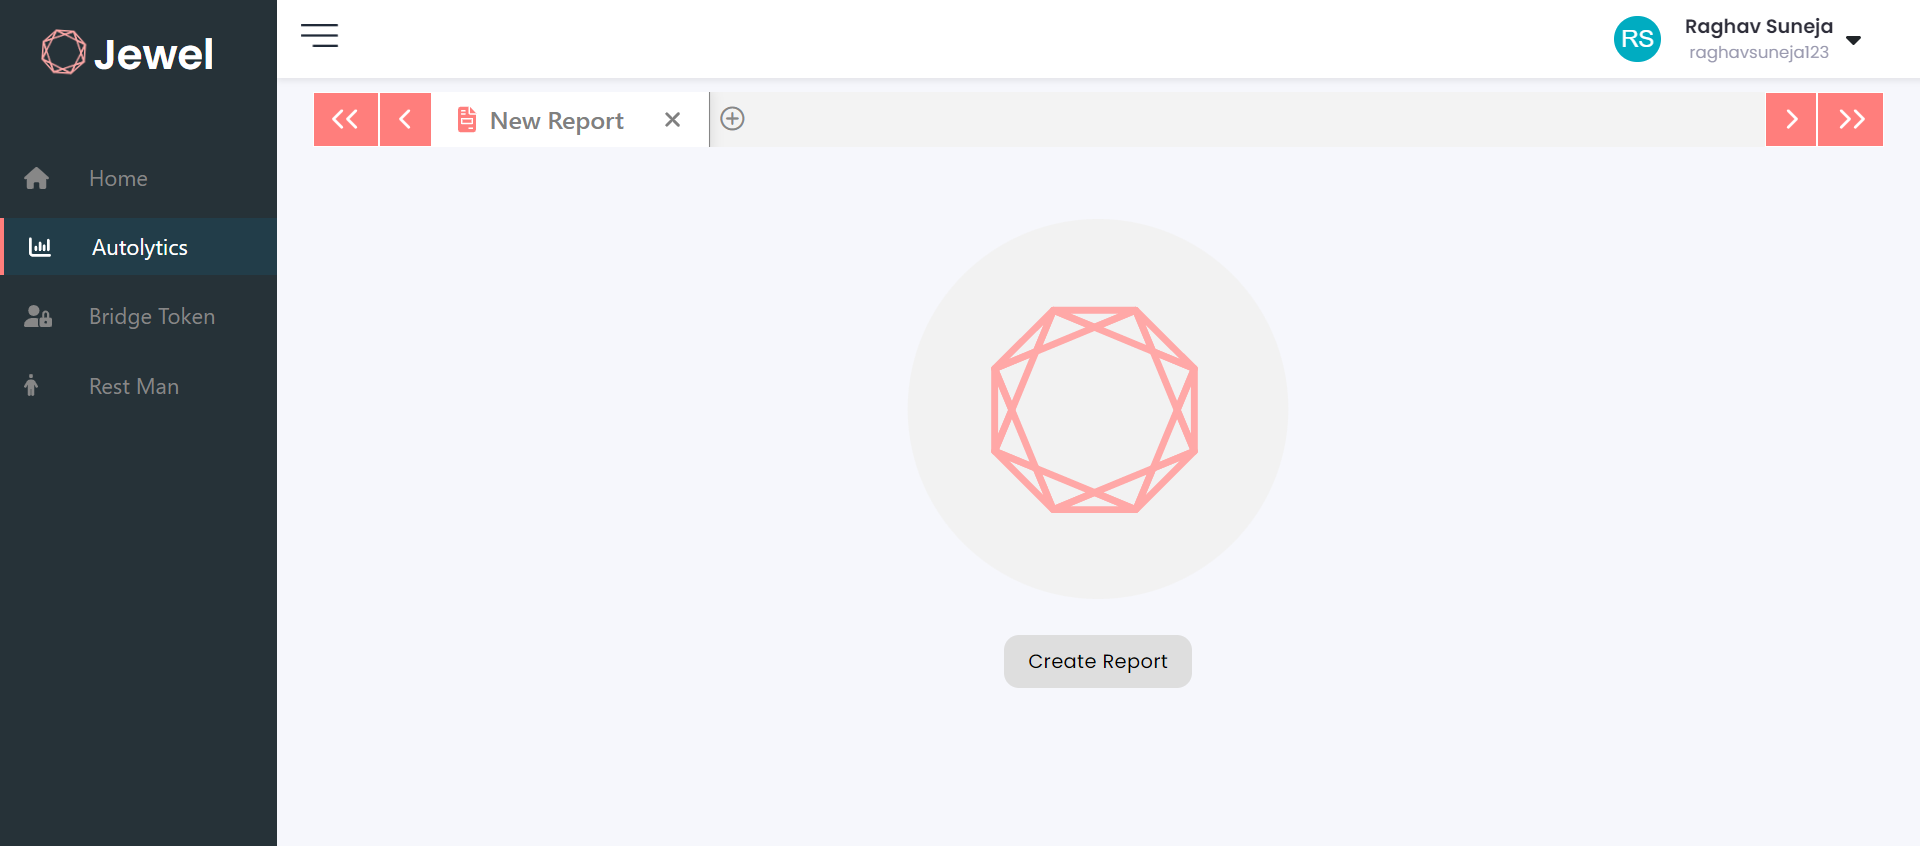 Jewel
RS
Raghav Suneja
raghavsuneja123
New Report
Home
Autolytics
Bridge Token
Rest Man
Create Report